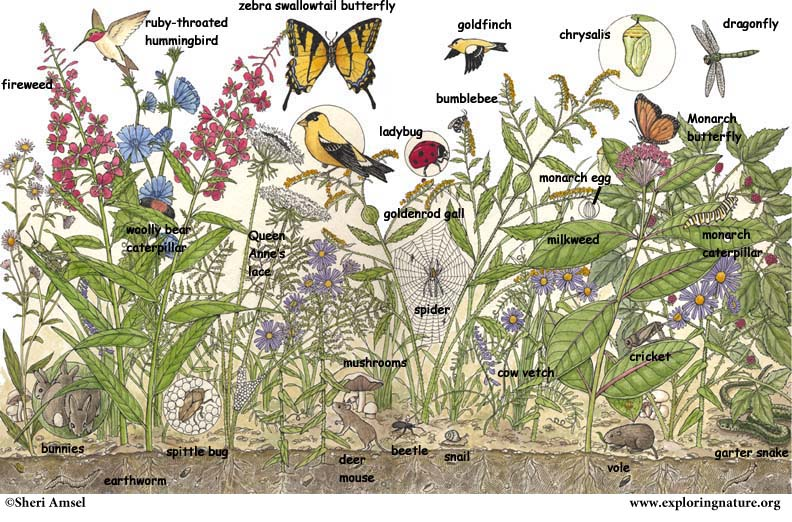 zebra swallowtail butterfly
ruby-throated
hummingbird
goldfinch
chrysalis
dragonfly
fireweed
bumblebee
ladybug
Monarch
butterfly
monarch egg
goldenrod gall
woolly bear
caterpillar
Queen
Anne's
lace
milkweed
monarch
caterpillar
spider
mushrooms
cricket
cow vetch
bunnies
spittle bug
deer
mouse
beetle
snail
vole
garter snake
earthworm
©Sheri Amsel
www.exploringnature.org